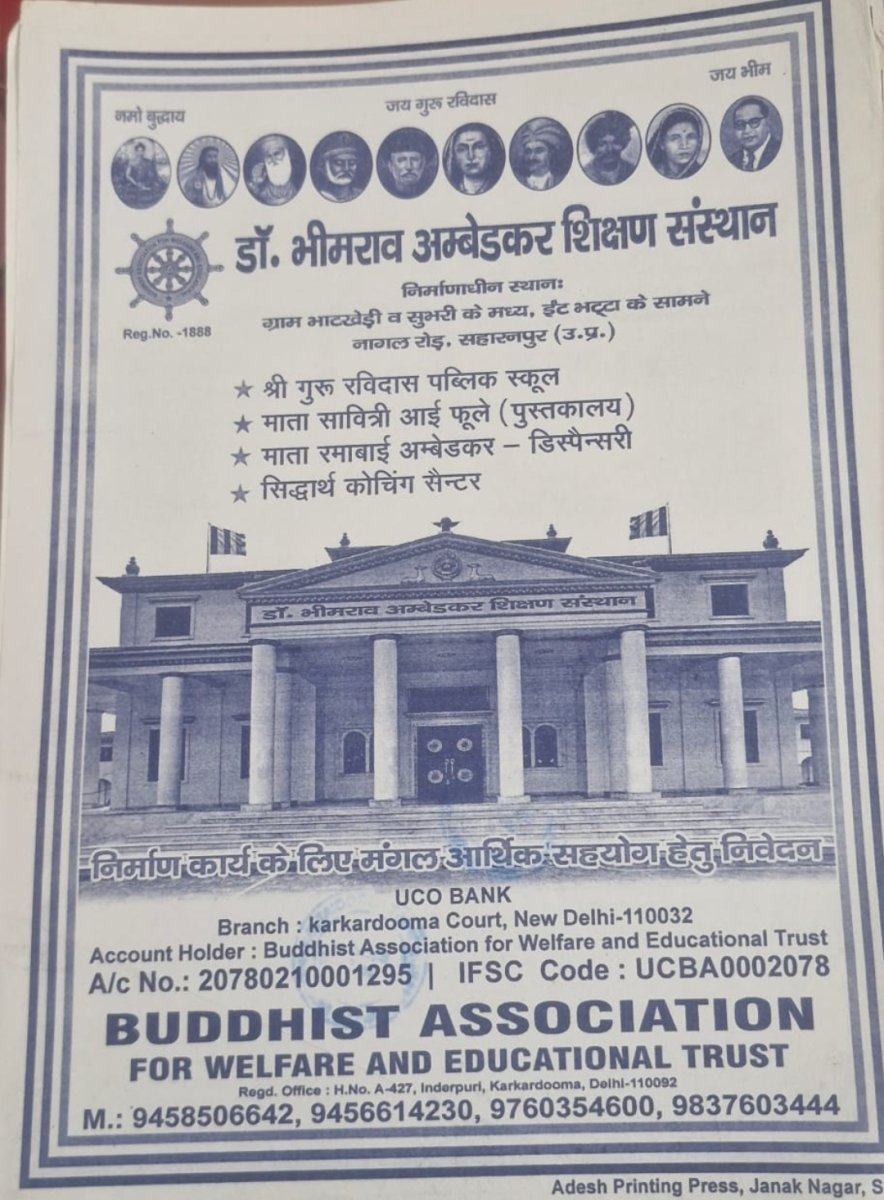 नमो बुद्धाय
जय गुरु रविदास
जय भीम
डॉ. भीमराव अम्बेडकर शिक्षण संस्थान
Reg.No. -1888
निर्माणाधीन स्थानः
ग्राम भाटखेड़ी व सुभरी के मध्य, ईंट भट्टा के सामने
नागल रोड़, सहारनपुर (उ.प्र.)
★ श्री गुरु रविदास पब्लिक स्कूल
★ माता सावित्री आई फूले (पुस्तकालय)
★ माता रमाबाई अम्बेडकर – डिस्पैन्सरी
★ सिद्धार्थ कोचिंग सैन्टर
डॉ. भीमराव अम्बेडकर शिक्षण संस्थान
निर्माण कार्य के लिए मंगल आर्थिक सहयोग हेतु निवेदन
UCO BANK
Branch : karkardooma Court, New Delhi-110032
Account Holder : Buddhist Association for Welfare and Educational Trust
A/c No.: 20780210001295 | IFSC Code : UCBA0002078
BUDDHIST ASSOCIATION
FOR WELFARE AND EDUCATIONAL TRUST
Regd. Office : H.No. A-427, Inderpuri, Karkardooma, Delhi-110092
M.: 9458506642, 9456614230, 9760354600, 9837603444
Adesh Printing Press, Janak Nagar, S